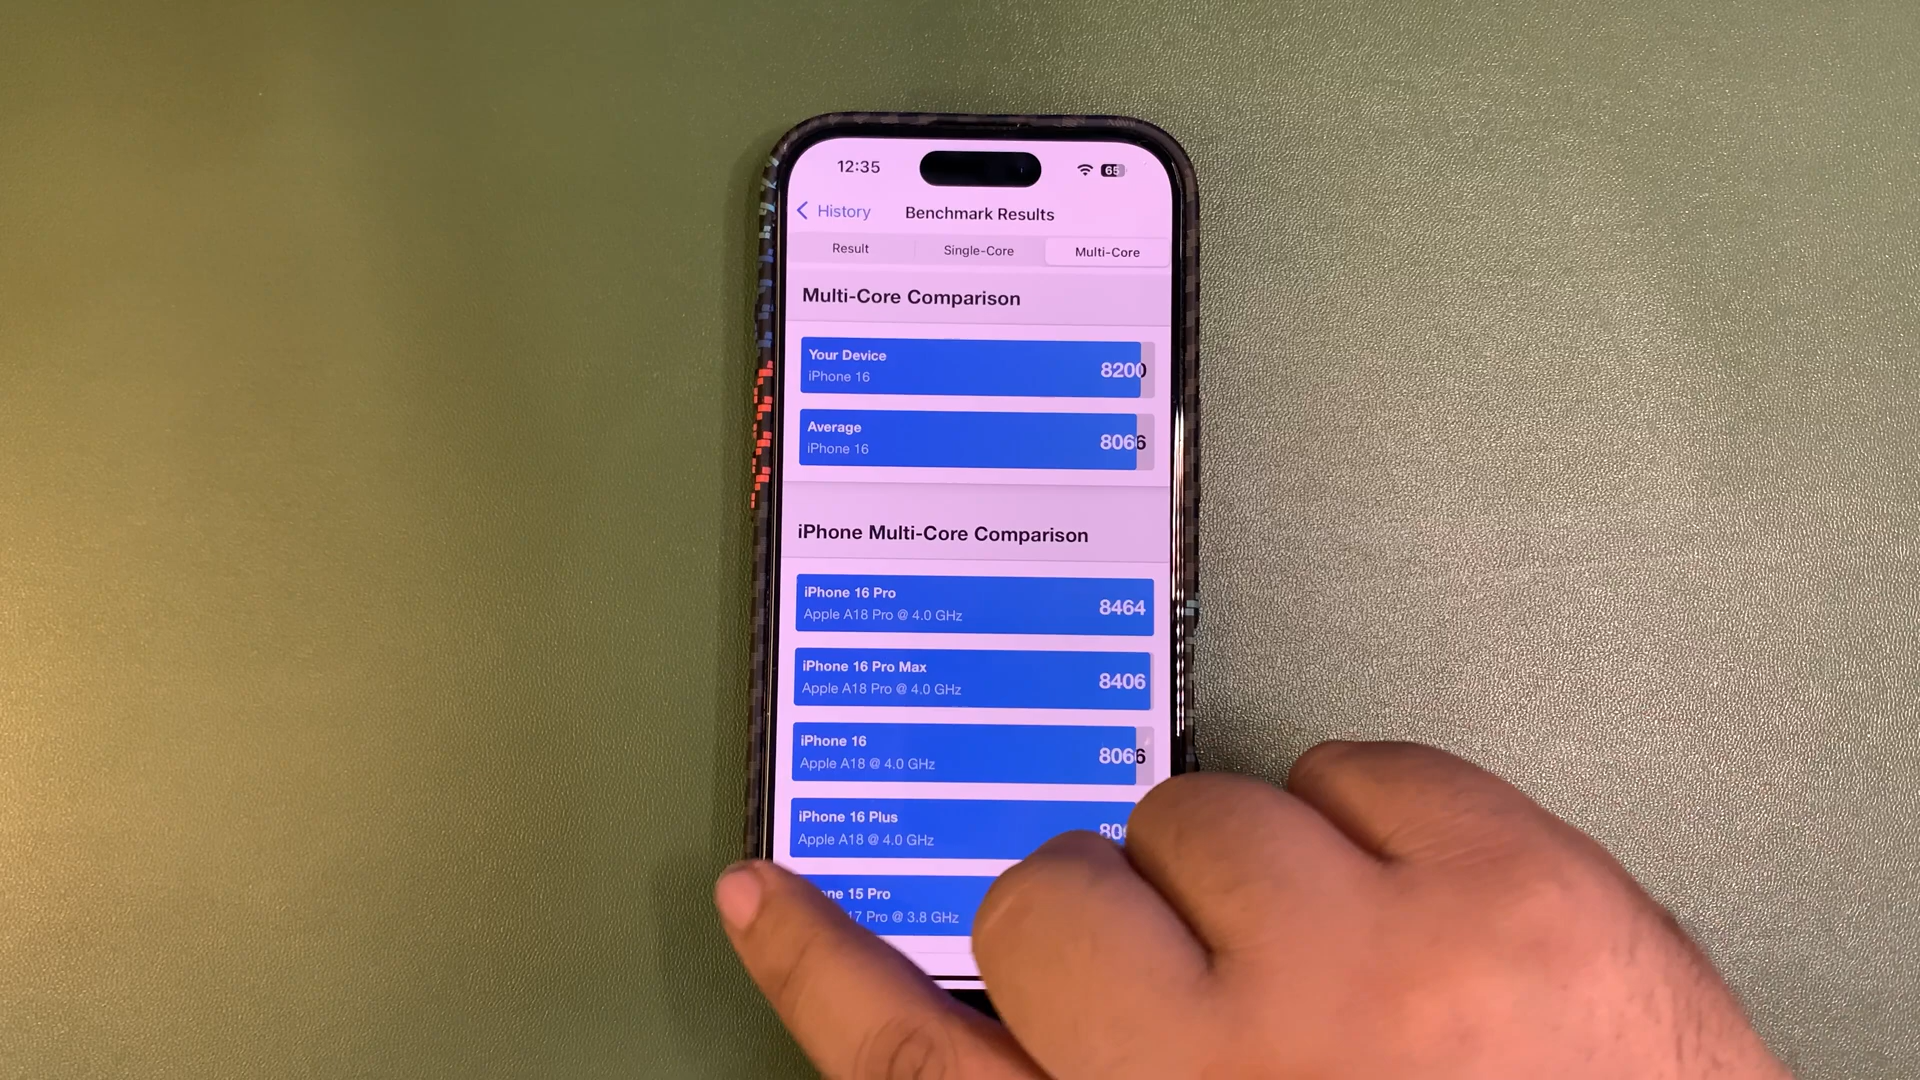 12:35
65
History
Benchmark Results
Result
Single-Core
Multi-Core
Multi-Core Comparison
Your Device
iPhone 16
8200
Average
iPhone 16
8066
iPhone Multi-Core Comparison
iPhone 16 Pro
Apple A18 Pro @ 4.0 GHz
8464
iPhone 16 Pro Max
Apple A18 Pro @ 4.0 GHz
8406
iPhone 16
Apple A18 @ 4.0 GHz
8066
iPhone 16 Plus
Apple A18 @ 4.0 GHz
15 Pro
Pro @ 3.8 GHz